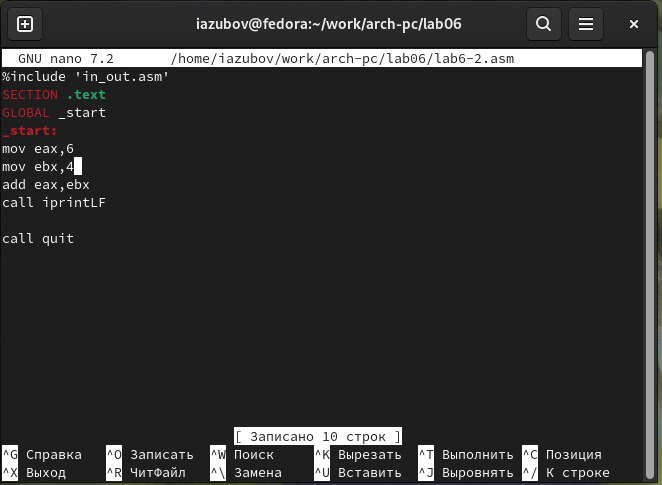 iazubov@fedora:~/work/arch-pc/lab06
GNU nano 7.2 /home/iazubov/work/arch-pc/lab06/lab6-2.asm
%include 'in_out.asm'
SECTION .text
GLOBAL _start
_start:
mov eax,6
mov ebx,4
add eax,ebx
call iprintLF
call quit
[ Записано 10 строк ]
^G Справка ^O Записать ^W Поиск ^K Вырезать ^T Выполнить ^C Позиция
^X Выход ^R ЧитФайл ^\ Замена ^U Вставить ^J Выровнять ^/ К строке